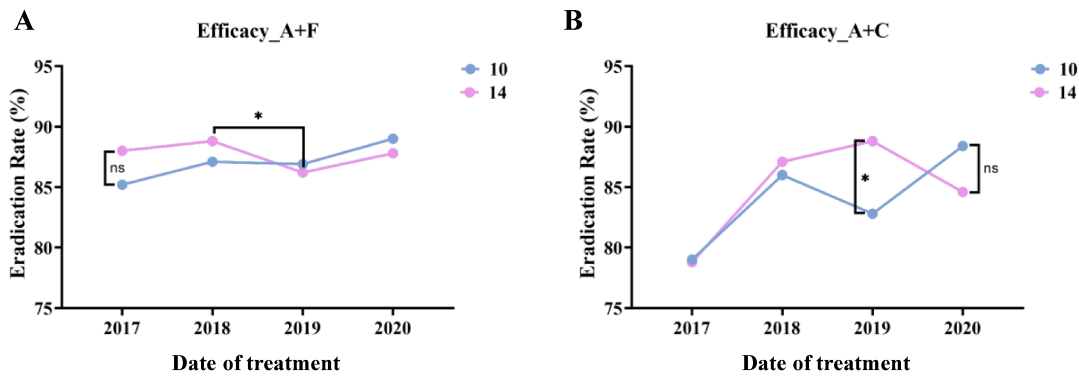 A
Efficacy_A+F
Eradication Rate (%)
95
90
85
80
75
ns
*
10
14
2017 2018 2019 2020
Date of treatment
B
Efficacy_A+C
Eradication Rate (%)
95
90
85
80
75
*
ns
10
14
2017 2018 2019 2020
Date of treatment